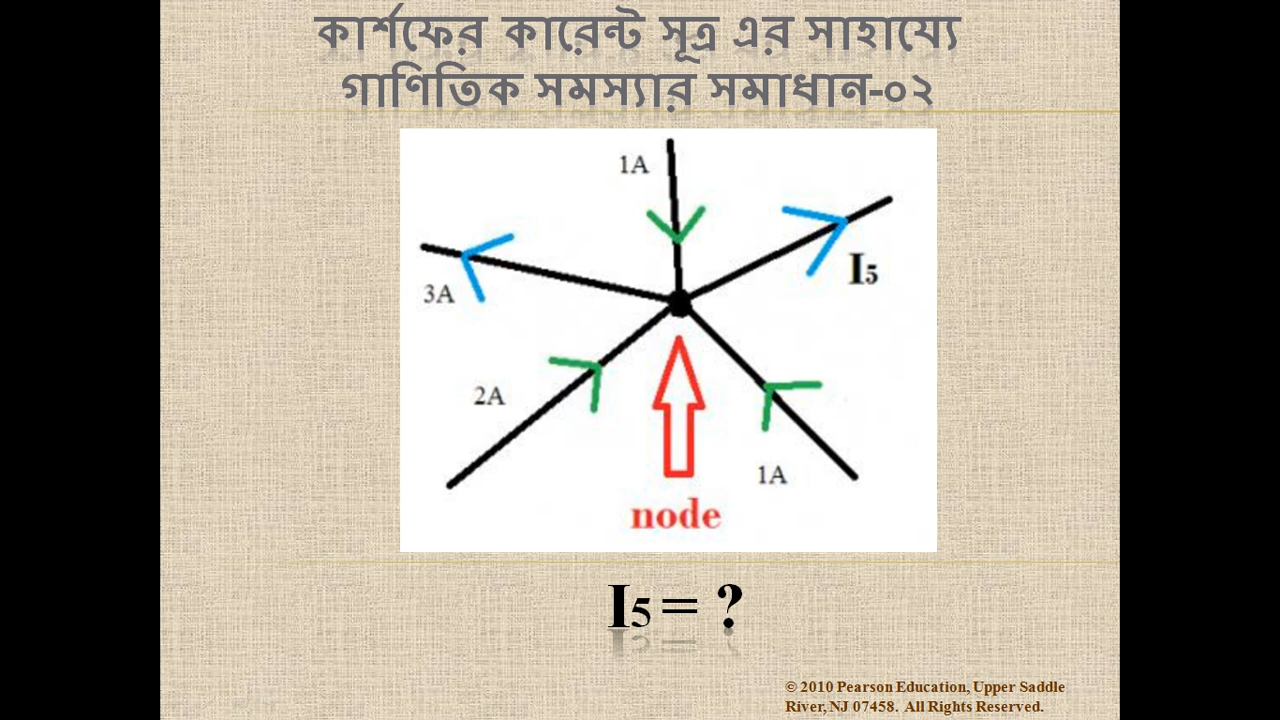 কার্শফের কারেন্ট সূত্র এর সাহায্যে
গাণিতিক সমস্যার সমাধান-০২
1A
3A
I5
2A
1A
node
I5 = ?
© 2010 Pearson Education, Upper Saddle
River, NJ 07458. All Rights Reserved.